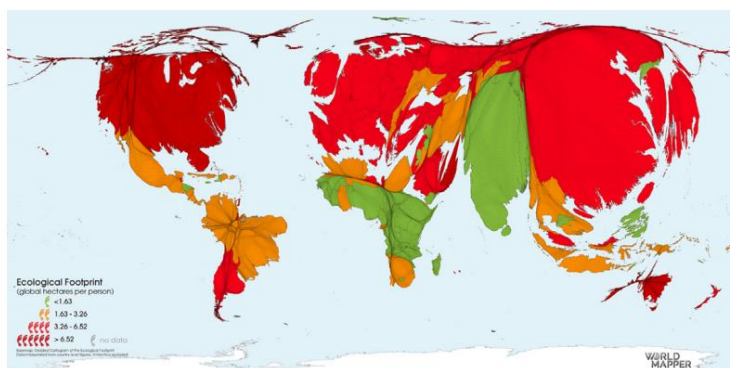 Ecological Footprint
(global hectares per person)
<1.63
1.63 - 3.26
3.26 - 6.52
> 6.52
no data
WORLD
MAPPER